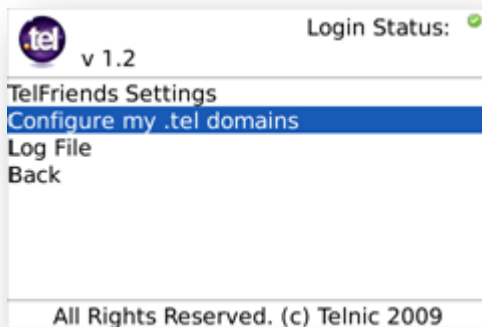 .tel
v 1.2
Login Status:
TelFriends Settings
Configure my .tel domains
Log File
Back
All Rights Reserved. (c) Telnic 2009